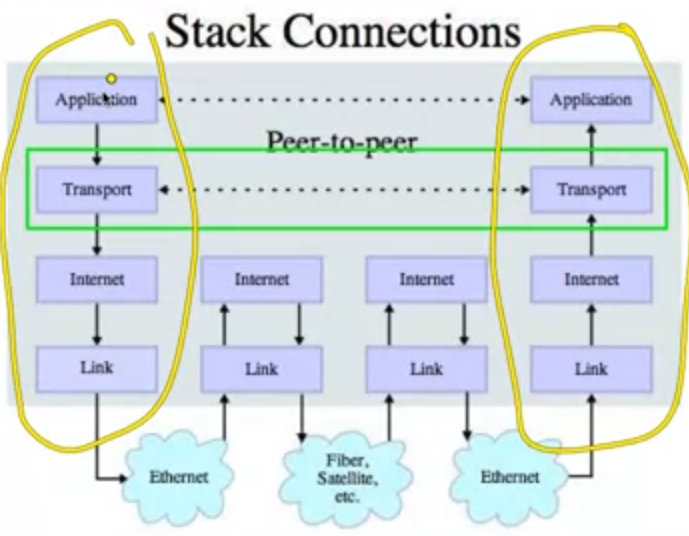 Stack Connections
Application
Application
Peer-to-peer
Transport
Transport
Internet
Internet
Internet
Internet
Link
Link
Link
Link
Ethernet
Fiber,
Satellite,
etc.
Ethernet